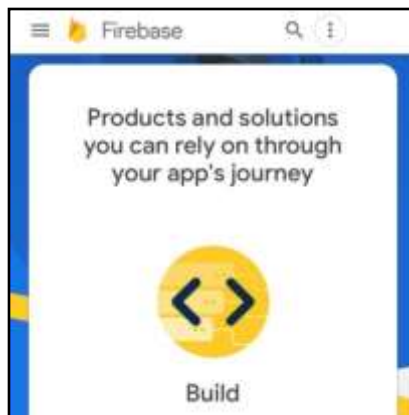 Firebase
Products and solutions
you can rely on through
your app's journey
Build